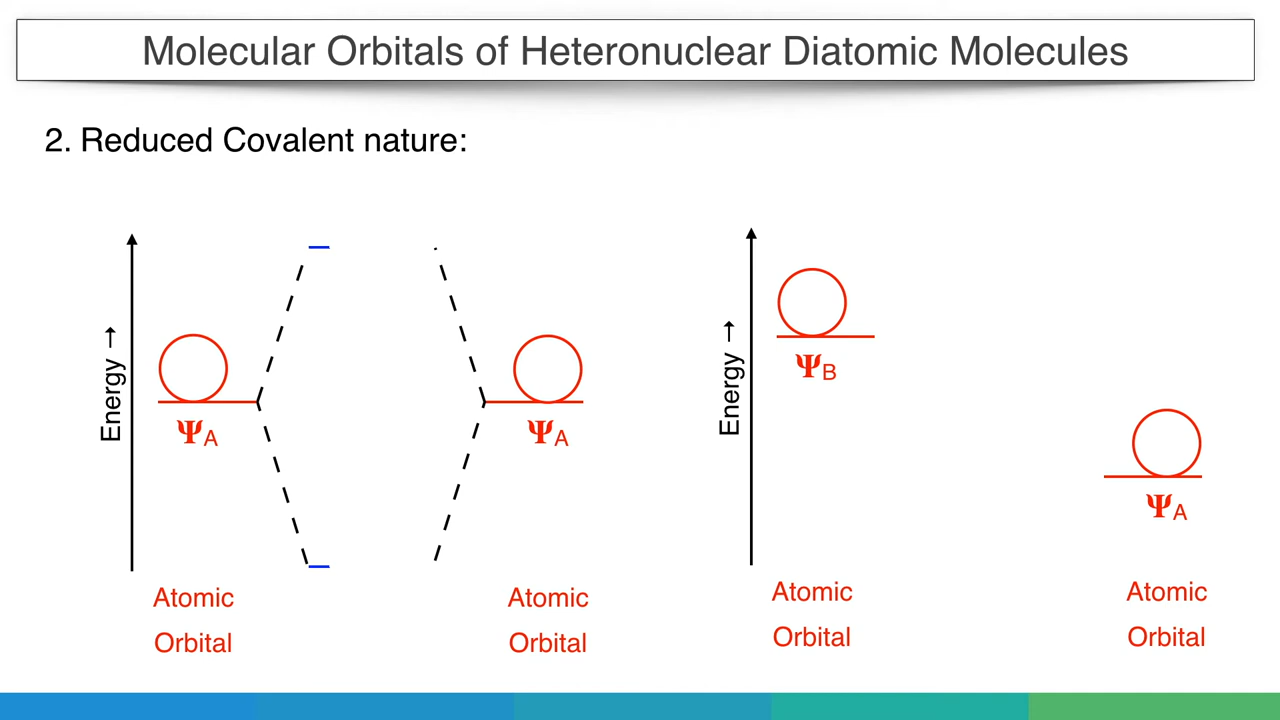 Molecular Orbitals of Heteronuclear Diatomic Molecules
2. Reduced Covalent nature:
Energy →
ΨA
ΨA
Atomic
Orbital
Atomic
Orbital
Energy →
ΨB
ΨA
Atomic
Orbital
Atomic
Orbital